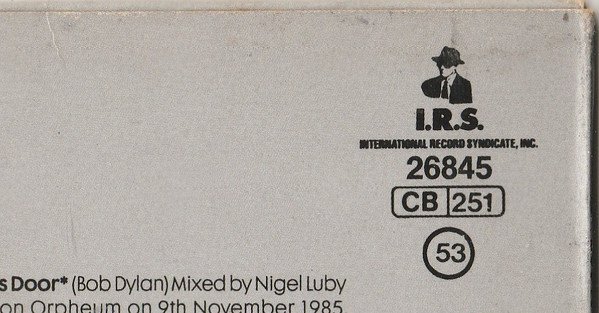 I.R.S.
INTERNATIONAL RECORD SYNDICATE, INC.
26845
CB 251
53
s Door* (Bob Dylan) Mixed by Nigel Luby
on Orpheum on 9th November 1985